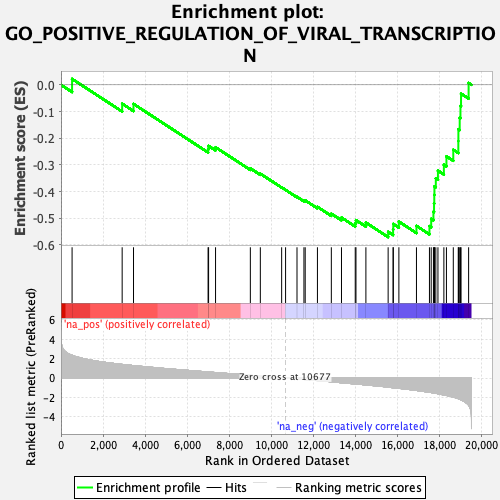 Enrichment plot:
GO_POSITIVE_REGULATION_OF_VIRAL_TRANSCRIPTION
N
Enrichment score (ES)
0.0
-0.1
-0.2
-0.3
-0.4
-0.5
-0.6
'na_pos' (positively correlated)
Ranked list metric (PreRanked)
6
4
2
0
-2
-4
Zero cross at 10677
'na_neg' (negatively correlated)
0
2,000
4,000
6,000
8,000
10,000
12,000
14,000
16,000
18,000
20,000
Rank in Ordered Dataset
Enrichment profile
Hits
Ranking metric scores